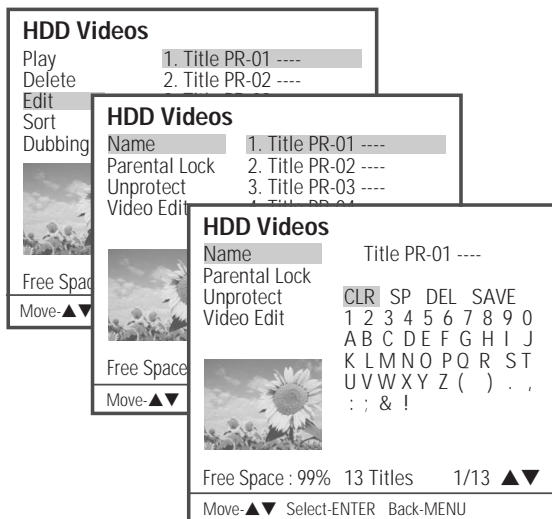 HDD Videos
Play 1. Title PR-01 ----
Delete 2. Title PR-02 ----
Edit
Sort
Dubbing
Free
Move-▲▼
HDD Videos
Name 1. Title PR-01 ----
Parental Lock 2. Title PR-02 ----
Unprotect 3. Title PR-03 ----
Video Edit
Free Space
Move-▲▼
HDD Videos
Name Title PR-01 ----
Parental Lock
Unprotect CLR SP DEL SAVE
Video Edit 1 2 3 4 5 6 7 8 9 0
A B C D E F G H I J
K L M N O P Q R S T
U V W X Y Z ( ) . ,
: ; & !
Free Space : 99% 13 Titles 1/13 ▲▼
Move-▲▼ Select-ENTER Back-MENU